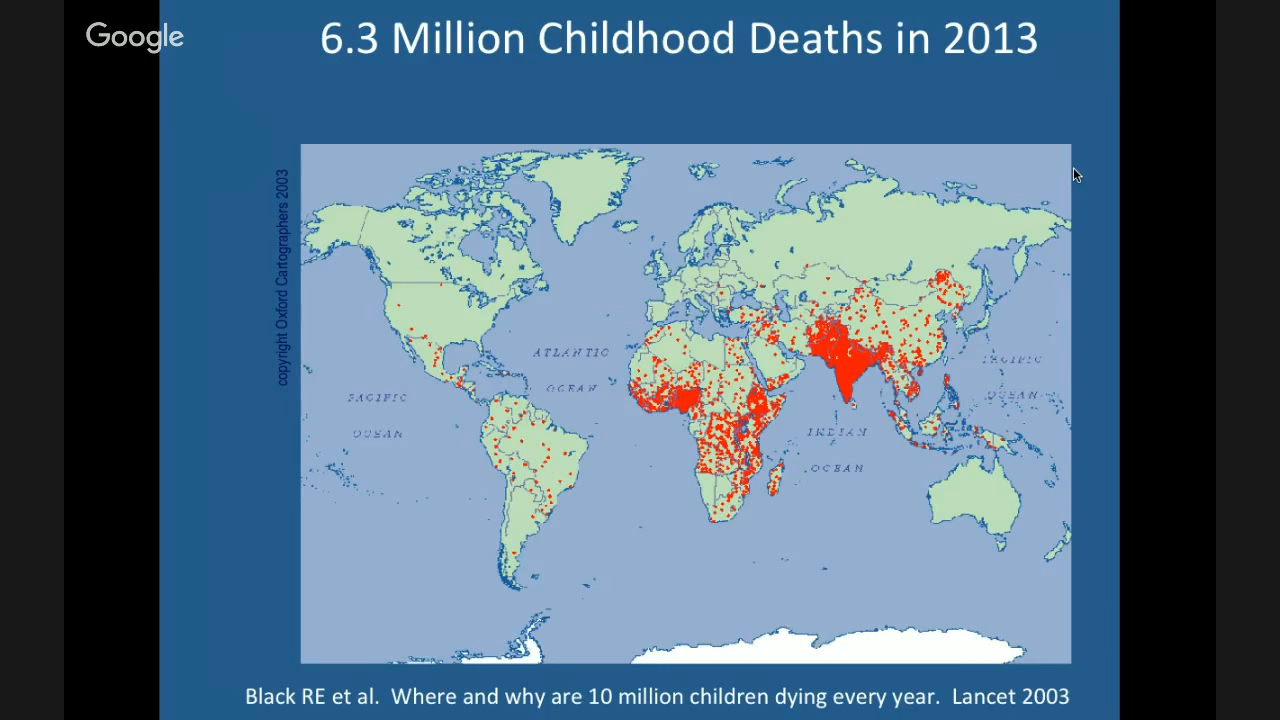 Google
6.3 Million Childhood Deaths in 2013
copyright Oxford Cartographers 2003
ATLANTIC
OCEAN
PACIFIC
OCEAN
PACIFIC
OCEAN
INDIAN
OCEAN
Black RE et al. Where and why are 10 million children dying every year. Lancet 2003